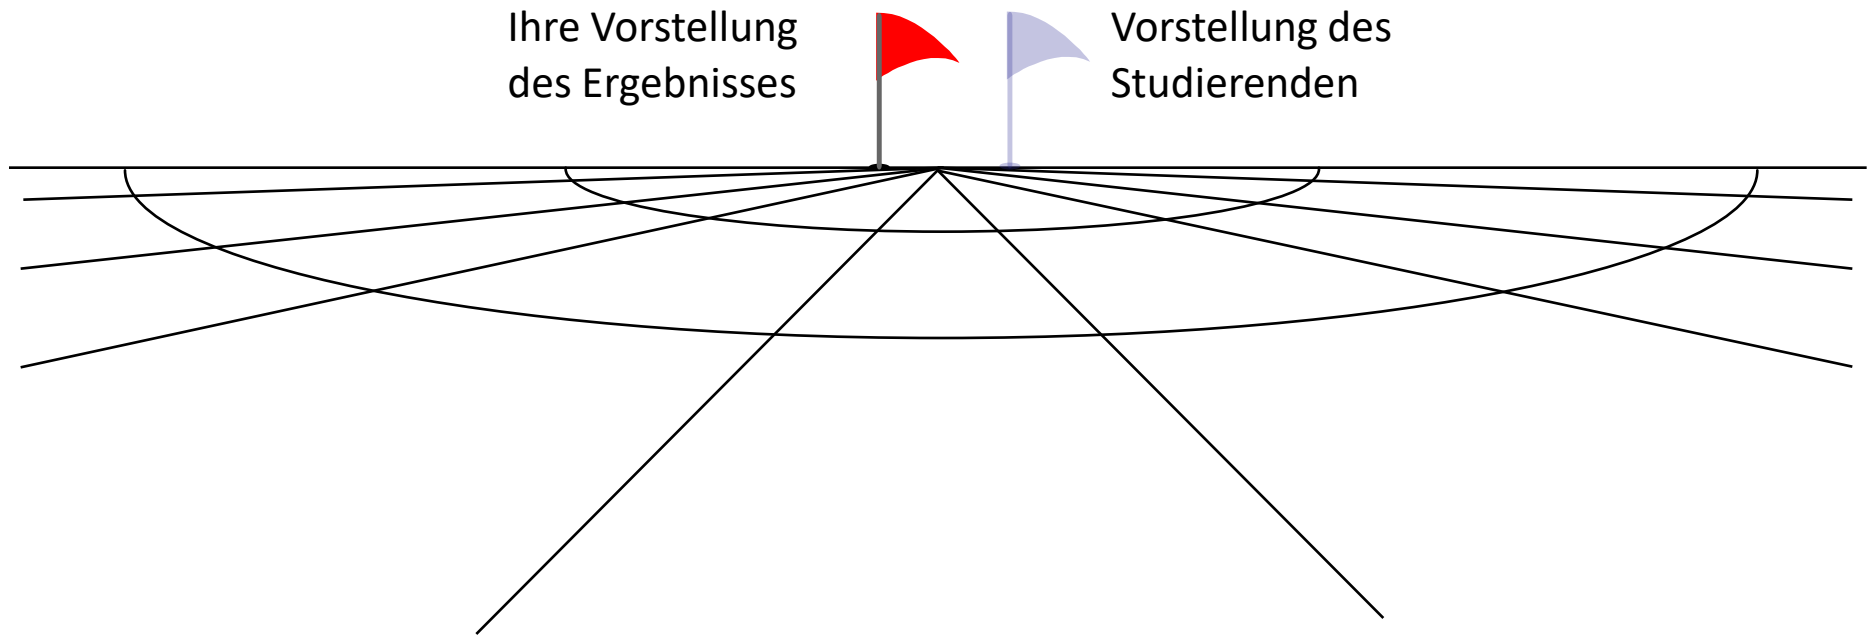 Ihre Vorstellung
des Ergebnisses
Vorstellung des
Studierenden